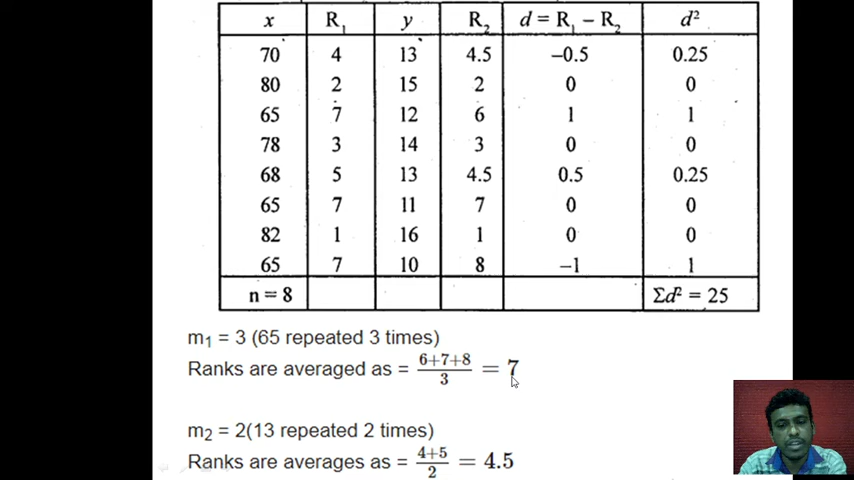 x R₁ y R₂ d = R₁ – R₂ d²
70 4 13 4.5 –0.5 0.25
80 2 15 2 0 0
65 7 12 6 1 1
78 3 14 3 0 0
68 5 13 4.5 0.5 0.25
65 7 11 7 0 0
82 1 16 1 0 0
65 7 10 8 –1 1
n = 8 Σd² = 25
m₁ = 3 (65 repeated 3 times)
Ranks are averaged as = (6+7+8)/3 = 7
m₂ = 2(13 repeated 2 times)
Ranks are averages as = (4+5)/2 = 4.5